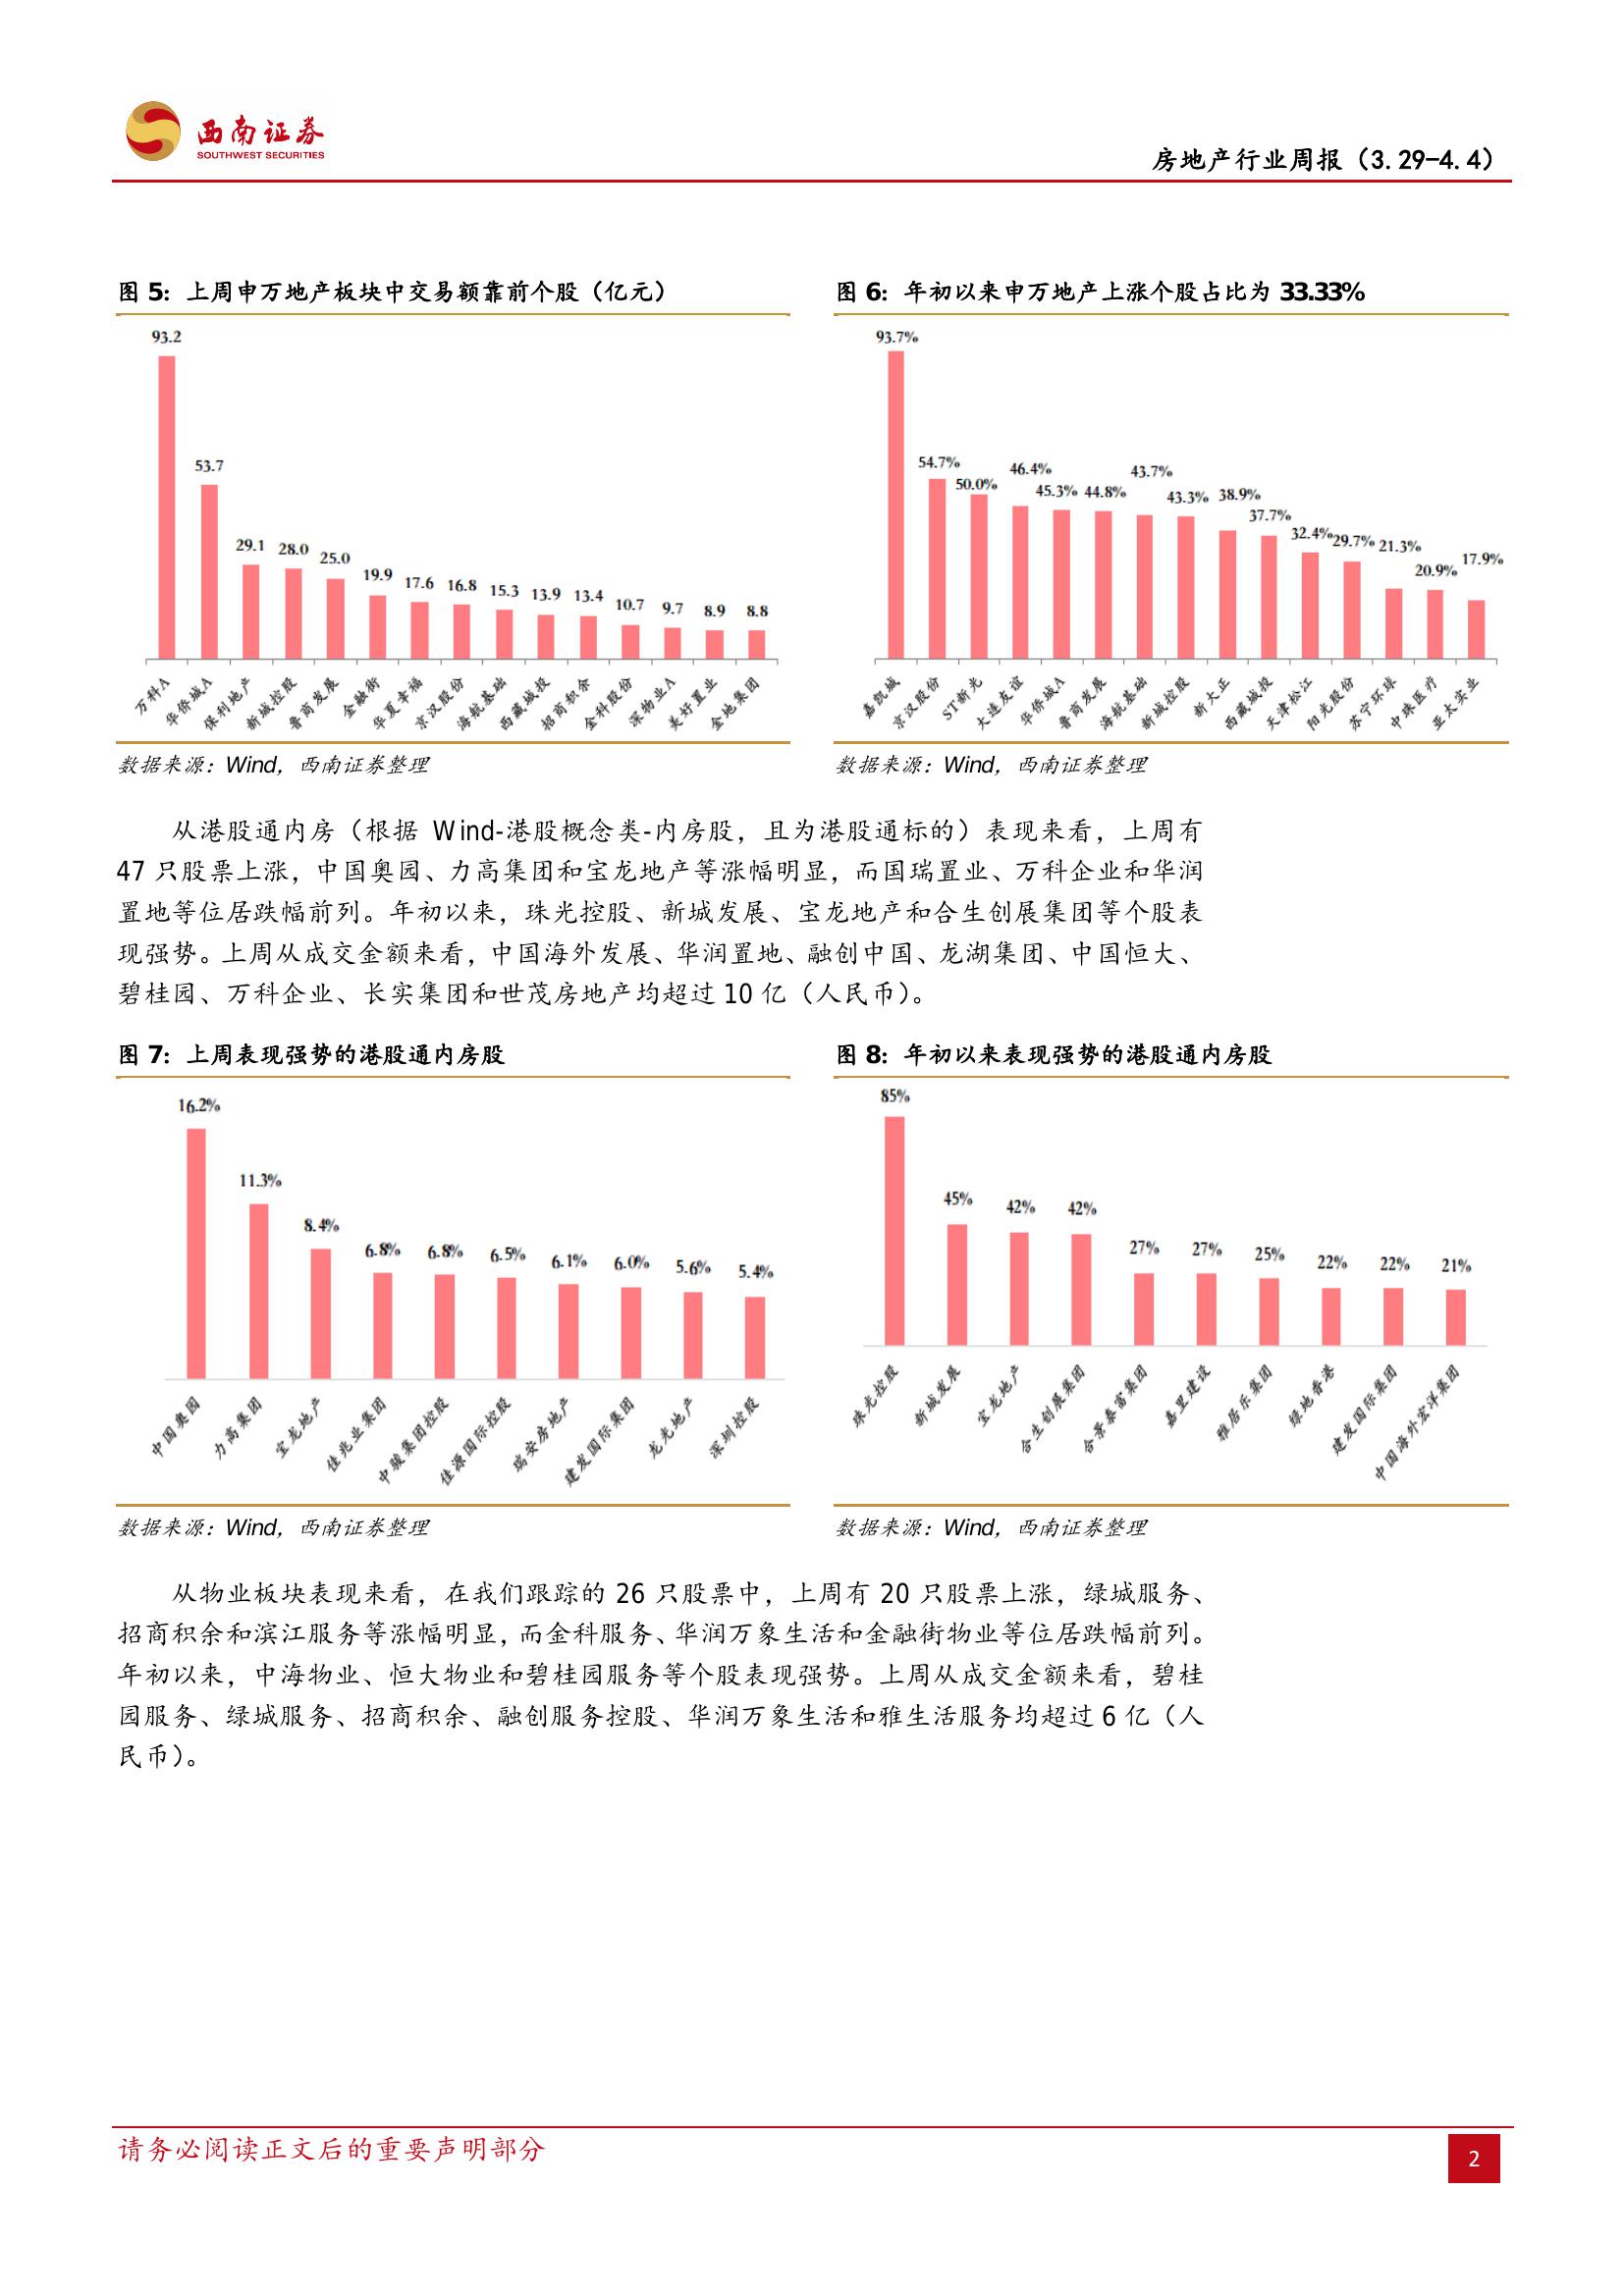 西南证券
SOUTHWEST SECURITIES
房地产行业周报（3.29-4.4）
图 5：上周申万地产板块中交易额靠前个股（亿元）
93.2
53.7
29.1 28.0 25.0 19.9 17.6 16.8 15.3 13.9 13.4 10.7 9.7 8.9 8.8
万科A 华侨城A 保利地产 新城控股 鲁商发展 金融街 华夏幸福 京汉股份 海航基础 西藏城投 招商积余 金科股份 深物业A 美好置业 金地集团
数据来源：Wind，西南证券整理
图 6：年初以来申万地产上涨个股占比为 33.33%
93.7%
54.7% 50.0% 46.4% 45.3% 44.8% 43.7% 43.3% 38.9% 37.7% 32.4% 29.7% 21.3% 20.9% 17.9%
嘉凯城 京汉股份 ST新光 大连友谊 华侨城A 鲁商发展 海航基础 新城控股 新大正 西藏城投 天津松江 阳光股份 苏宁环球 中珠医疗 亚太实业
数据来源：Wind，西南证券整理
从港股通内房（根据 Wind-港股概念类-内房股，且为港股通标的）表现来看，上周有
47 只股票上涨，中国奥园、力高集团和宝龙地产等涨幅明显，而国瑞置业、万科企业和华润
置地等位居跌幅前列。年初以来，珠光控股、新城发展、宝龙地产和合生创展集团等个股表
现强势。上周从成交金额来看，中国海外发展、华润置地、融创中国、龙湖集团、中国恒大、
碧桂园、万科企业、长实集团和世茂房地产均超过 10 亿（人民币）。
图 7：上周表现强势的港股通内房股
16.2%
11.3%
8.4% 6.8% 6.8% 6.5% 6.1% 6.0% 5.6% 5.4%
中国奥园 力高集团 宝龙地产 佳兆业集团 中骏集团控股 佳源国际控股 瑞安房地产 建发国际集团 龙光地产 深圳控股
数据来源：Wind，西南证券整理
图 8：年初以来表现强势的港股通内房股
85%
45% 42% 42% 27% 27% 25% 22% 22% 21%
珠光控股 新城发展 宝龙地产 合生创展集团 合景泰富集团 嘉里建设 雅居乐集团 绿地香港 建发国际集团 中国海外宏洋集团
数据来源：Wind，西南证券整理
从物业板块表现来看，在我们跟踪的 26 只股票中，上周有 20 只股票上涨，绿城服务、
招商积余和滨江服务等涨幅明显，而金科服务、华润万象生活和金融街物业等位居跌幅前列。
年初以来，中海物业、恒大物业和碧桂园服务等个股表现强势。上周从成交金额来看，碧桂
园服务、绿城服务、招商积余、融创服务控股、华润万象生活和雅生活服务均超过 6 亿（人
民币）。
请务必阅读正文后的重要声明部分
2